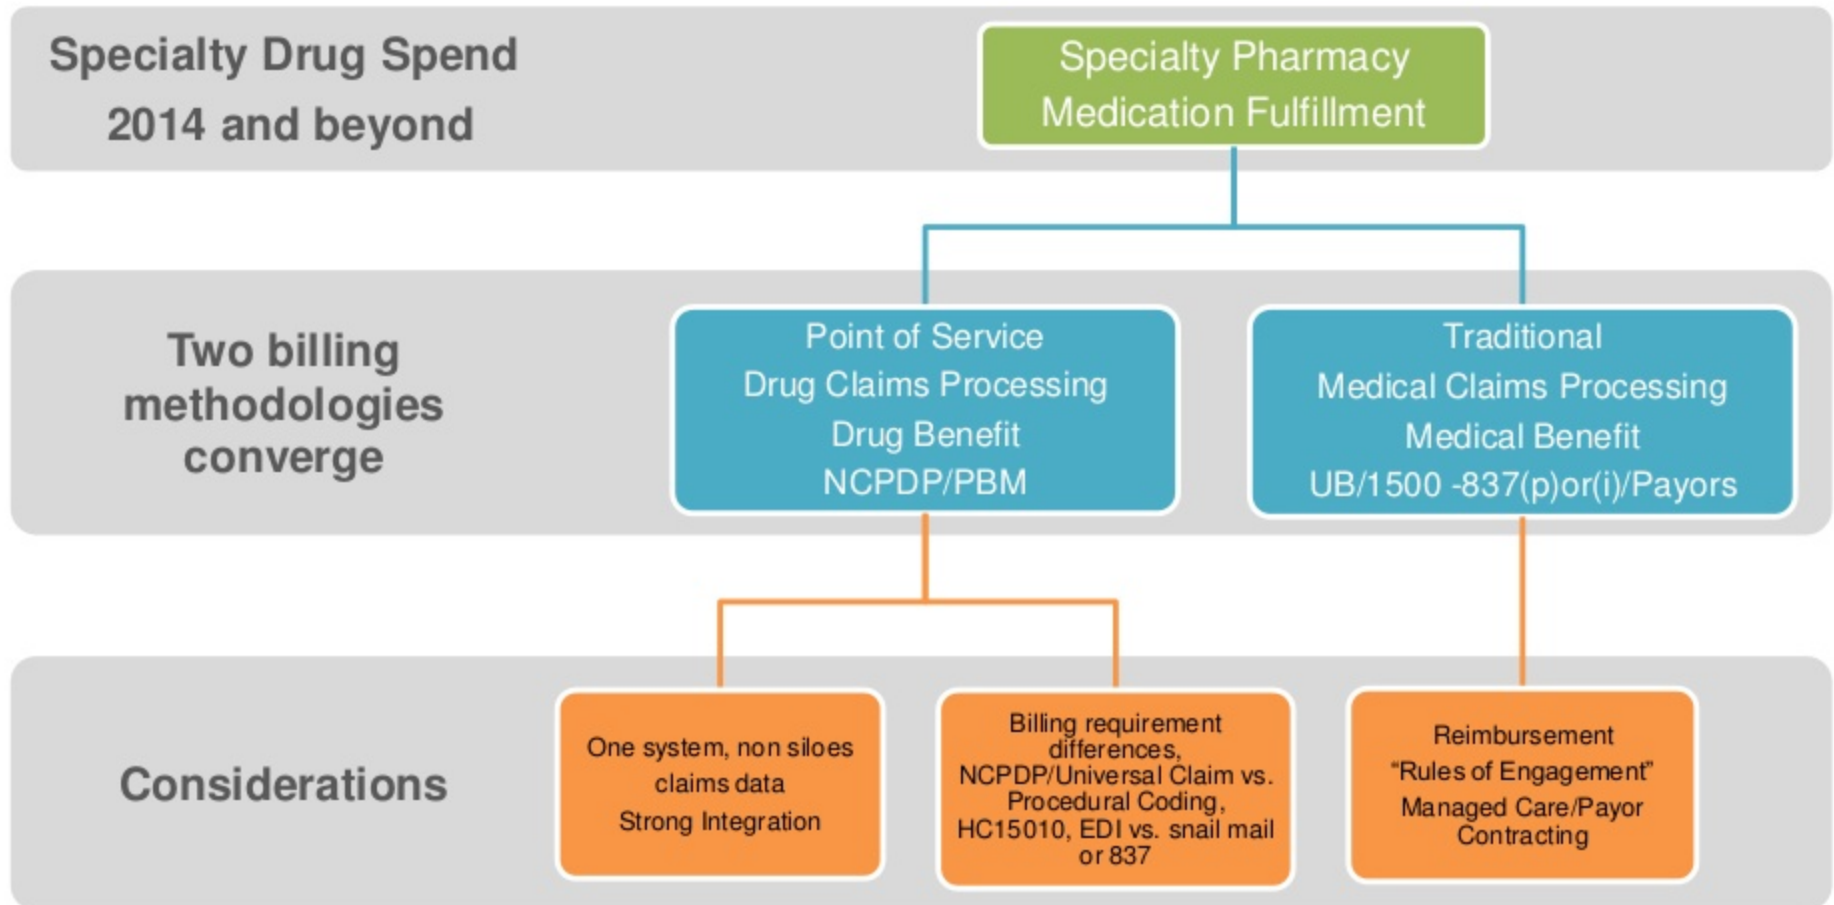 Specialty Drug Spend
2014 and beyond
Specialty Pharmacy
Medication Fulfillment
Two billing
methodologies
converge
Point of Service
Drug Claims Processing
Drug Benefit
NCPDP/PBM
Traditional
Medical Claims Processing
Medical Benefit
UB/1500 -837(p)or(i)/Payors
Considerations
One system, non siloes
claims data
Strong Integration
Billing requirement
differences,
NCPDP/Universal Claim vs.
Procedural Coding,
HC15010, EDI vs. snail mail
or 837
Reimbursement
“Rules of Engagement”
Managed Care/Payor
Contracting